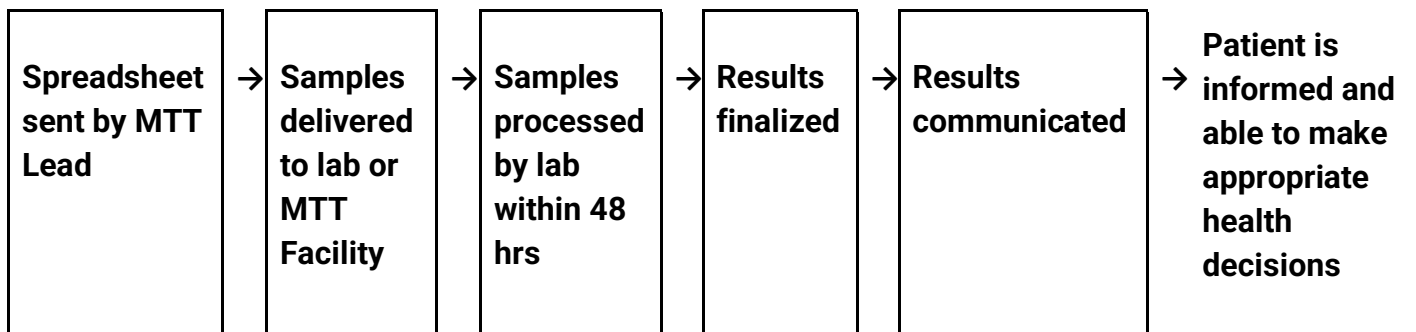 Spreadsheet
sent by MTT
Lead
→
Samples
delivered
to lab or
MTT
Facility
→
Samples
processed
by lab
within 48
hrs
→
Results
finalized
→
Results
communicated
→
Patient is
informed and
able to make
appropriate
health
decisions